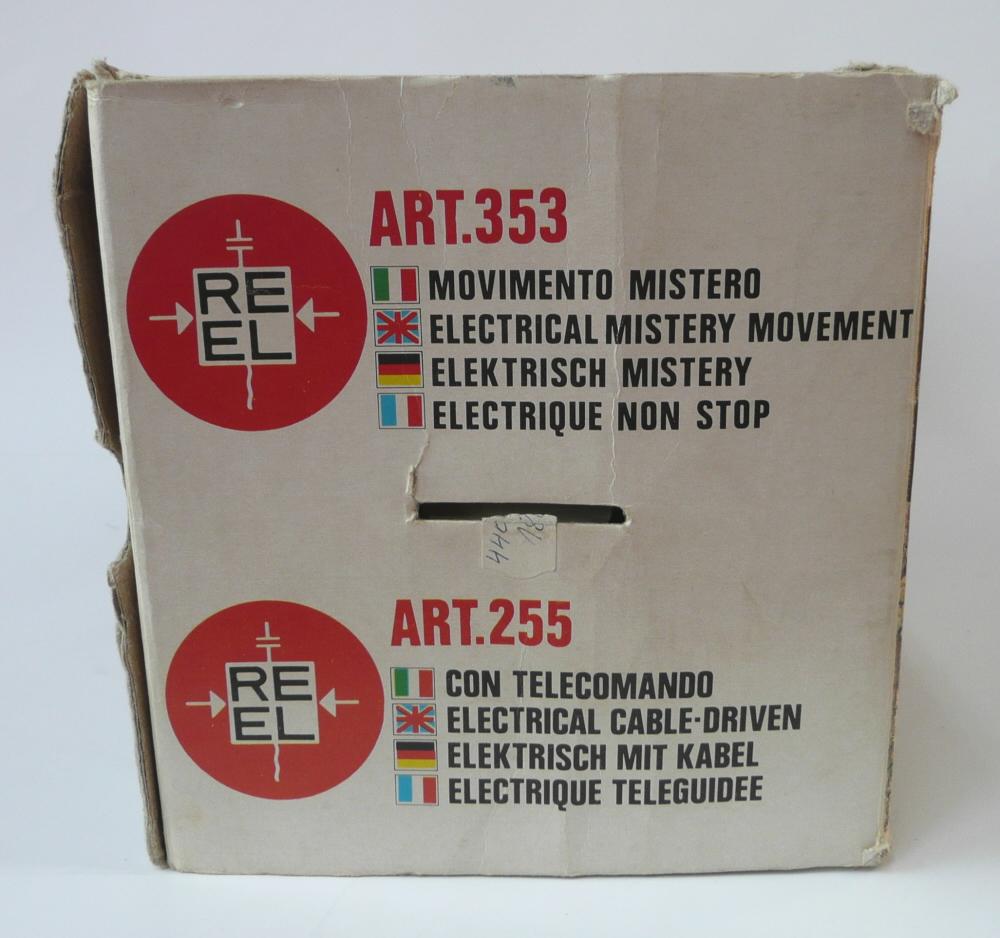 RE
EL
ART.353
MOVIMENTO MISTERO
ELECTRICAL MISTERY MOVEMENT
ELEKTRISCH MISTERY
ELECTRIQUE NON STOP
RE
EL
ART.255
CON TELECOMANDO
ELECTRICAL CABLE-DRIVEN
ELEKTRISCH MIT KABEL
ELECTRIQUE TELEGUIDEE